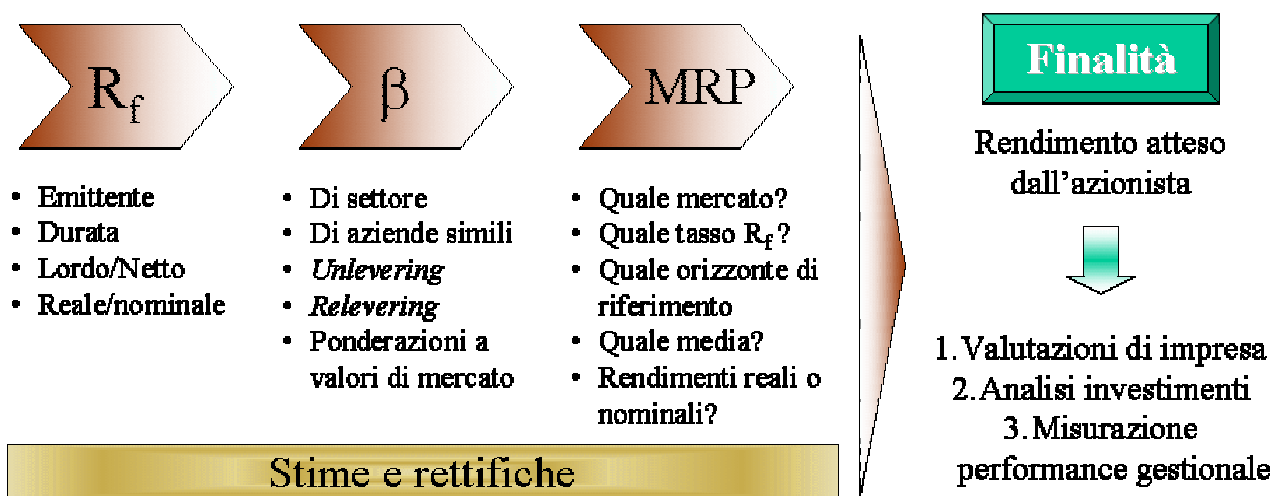 R_f
• Emittente
• Durata
• Lordo/Netto
• Reale/nominale
β
• Di settore
• Di aziende simili
• Unlevering
• Relevering
• Ponderazioni a
valori di mercato
MRP
• Quale mercato?
• Quale tasso R_f ?
• Quale orizzonte di
riferimento
• Quale media?
• Rendimenti reali o
nominali?
Stime e rettifiche
Finalità
Rendimento atteso
dall’azionista
1. Valutazioni di impresa
2. Analisi investimenti
3. Misurazione
performance gestionale